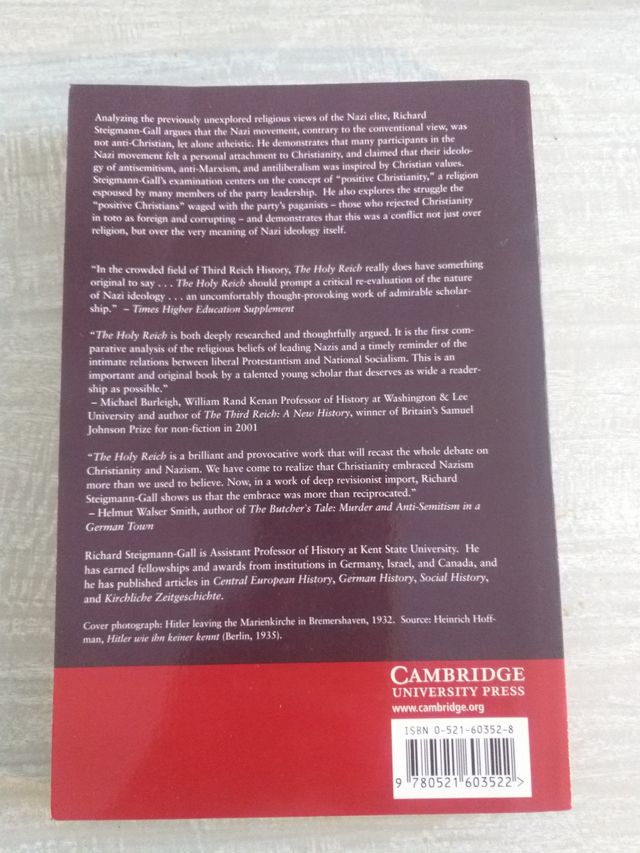 Analyzing the previously unexplored religious views of the Nazi elite, Richard
Steigmann-Gall argues that the Nazi movement, contrary to the conventional view, was
not anti-Christian, let alone atheistic. He demonstrates that many participants in the
Nazi movement felt a personal attachment to Christianity, and claimed that their ideolo-
gy of antisemitism, anti-Marxism, and antiliberalism was inspired by Christian values.
Steigmann-Gall's examination centers on the concept of "positive Christianity," a religion
espoused by many members of the party leadership. He also explores the struggle the
"positive Christians" waged with the party's paganists – those who rejected Christianity
in toto as foreign and corrupting – and demonstrates that this was a conflict not just over
religion, but over the very meaning of Nazi ideology itself.
"In the crowded field of Third Reich History, The Holy Reich really does have something
original to say . . . The Holy Reich should prompt a critical re-evaluation of the nature
of Nazi ideology . . . an uncomfortably thought-provoking work of admirable scholar-
ship." – Times Higher Education Supplement
"The Holy Reich is both deeply researched and thoughtfully argued. It is the first com-
parative analysis of the religious beliefs of leading Nazis and a timely reminder of the
intimate relations between liberal Protestantism and National Socialism. This is an
important and original book by a talented young scholar that deserves as wide a reader-
ship as possible."
– Michael Burleigh, William Rand Kenan Professor of History at Washington & Lee
University and author of The Third Reich: A New History, winner of Britain's Samuel
Johnson Prize for non-fiction in 2001
"The Holy Reich is a brilliant and provocative work that will recast the whole debate on
Christianity and Nazism. We have come to realize that Christianity embraced Nazism
more than we used to believe. Now, in a work of deep revisionist import, Richard
Steigmann-Gall shows us that the embrace was more than reciprocated."
– Helmut Walser Smith, author of The Butcher's Tale: Murder and Anti-Semitism in a
German Town
Richard Steigmann-Gall is Assistant Professor of History at Kent State University. He
has earned fellowships and awards from institutions in Germany, Israel, and Canada, and
he has published articles in Central European History, German History, Social History,
and Kirchliche Zeitgeschichte.
Cover photograph: Hitler leaving the Marienkirche in Bremershaven, 1932. Source: Heinrich Hoff-
man, Hitler wie ihn keiner kennt (Berlin, 1935).
CAMBRIDGE
UNIVERSITY PRESS
www.cambridge.org
ISBN 0-521-60352-8
9 780521 603522 >